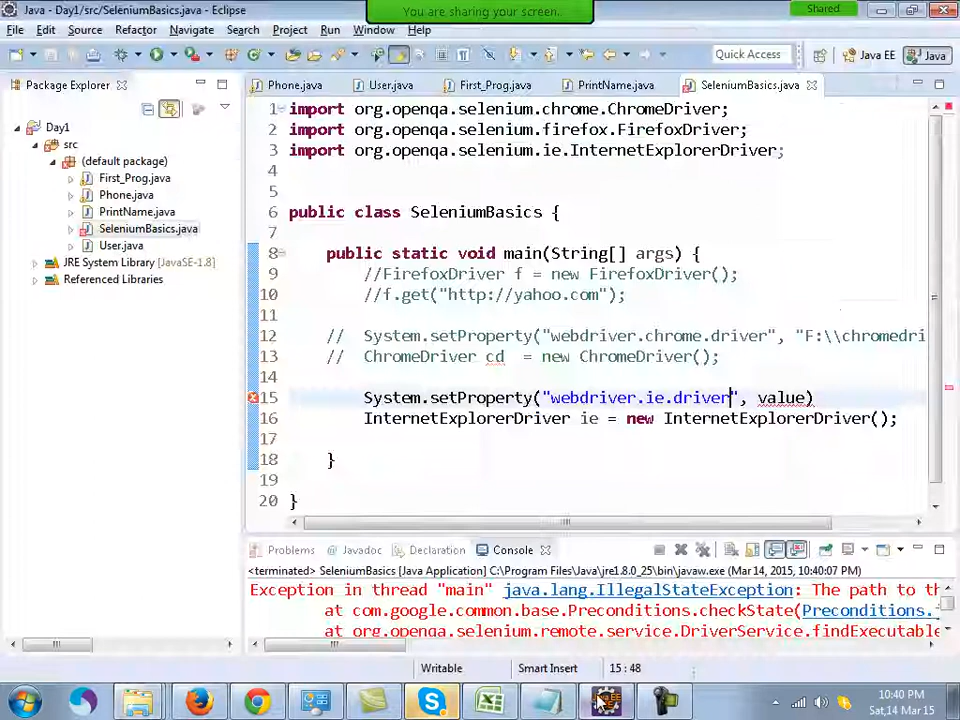 Java - Day1/src/SeleniumBasics.java - Eclipse
You are sharing your screen.
Shared
File Edit Source Refactor Navigate Search Project Run Window Help
Quick Access
Java EE
Java
Package Explorer
Phone.java
User.java
First_Prog.java
PrintName.java
SeleniumBasics.java
Day1
src
(default package)
First_Prog.java
Phone.java
PrintName.java
SeleniumBasics.java
User.java
JRE System Library [JavaSE-1.8]
Referenced Libraries
1 import org.openqa.selenium.chrome.ChromeDriver;
2 import org.openqa.selenium.firefox.FirefoxDriver;
3 import org.openqa.selenium.ie.InternetExplorerDriver;
4
5
6 public class SeleniumBasics {
7
8 public static void main(String[] args) {
9 //FirefoxDriver f = new FirefoxDriver();
10 //f.get("http://yahoo.com");
11
12 // System.setProperty("webdriver.chrome.driver", "F:\\chromedri
13 // ChromeDriver cd = new ChromeDriver();
14
15 System.setProperty("webdriver.ie.driver", value)
16 InternetExplorerDriver ie = new InternetExplorerDriver();
17
18 }
19
20 }
Problems
Javadoc
Declaration
Console
<terminated> SeleniumBasics [Java Application] C:\Program Files\Java\jre1.8.0_25\bin\javaw.exe (Mar 14, 2015, 10:40:07 PM)
Exception in thread "main" java.lang.IllegalStateException: The path to th
at com.google.common.base.Preconditions.checkState(Preconditions.
at org.openqa.selenium.remote.service.DriverService.findExecutable
Writable
Smart Insert
15 : 48
10:40 PM
Sat,14 Mar 15